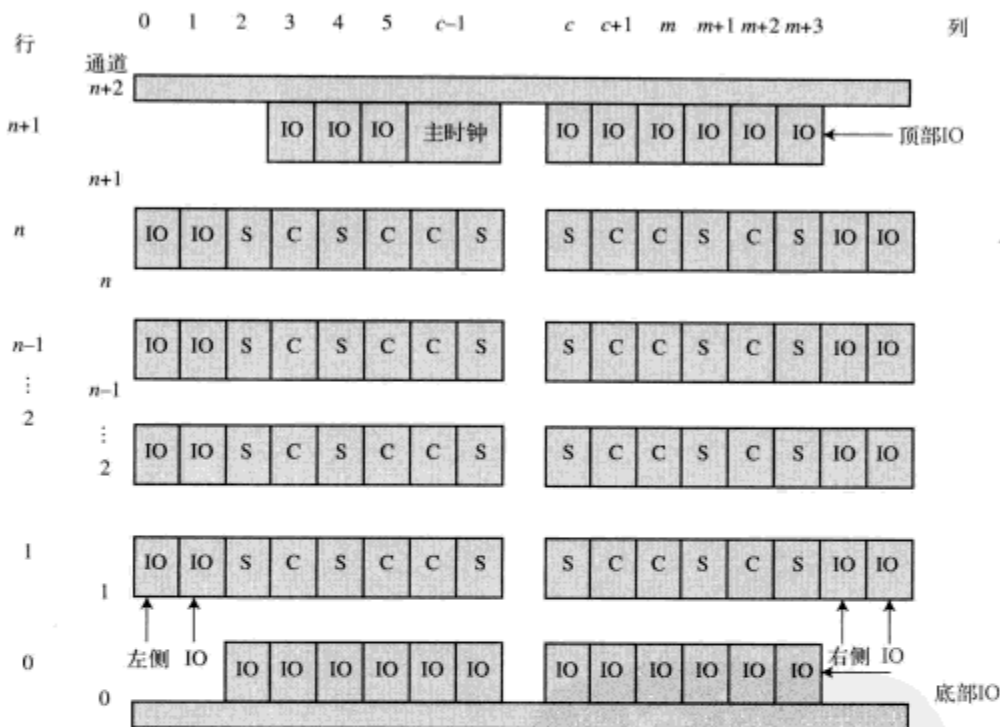 0 1 2 3 4 5 c–1 c c+1 m m+1 m+2 m+3 列
行
通道
n+2
n+1 IO IO IO 主时钟 IO IO IO IO IO IO 顶部IO
n+1
n IO IO S C S C C S S C C S C S IO IO
n
n–1 IO IO S C S C C S S C C S C S IO IO
n–1
⋮ ⋮
2 IO IO S C S C C S S C C S C S IO IO
2
1 IO IO S C S C C S S C C S C S IO IO
1
左侧 IO 右侧 IO
0 IO IO IO IO IO IO IO IO IO IO IO IO
0 底部IO